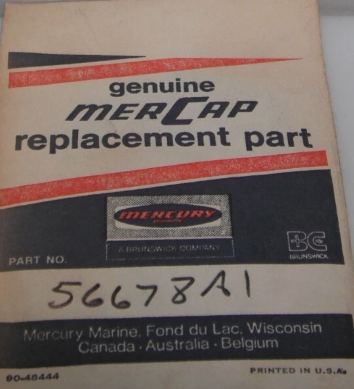 genuine
MERCAP
replacement part
MERCURY
A BRUNSWICK COMPANY
BRUNSWICK
PART NO.
56678A1
Mercury Marine, Fond du Lac, Wisconsin
Canada · Australia · Belgium
90-48444
PRINTED IN U.S.A.